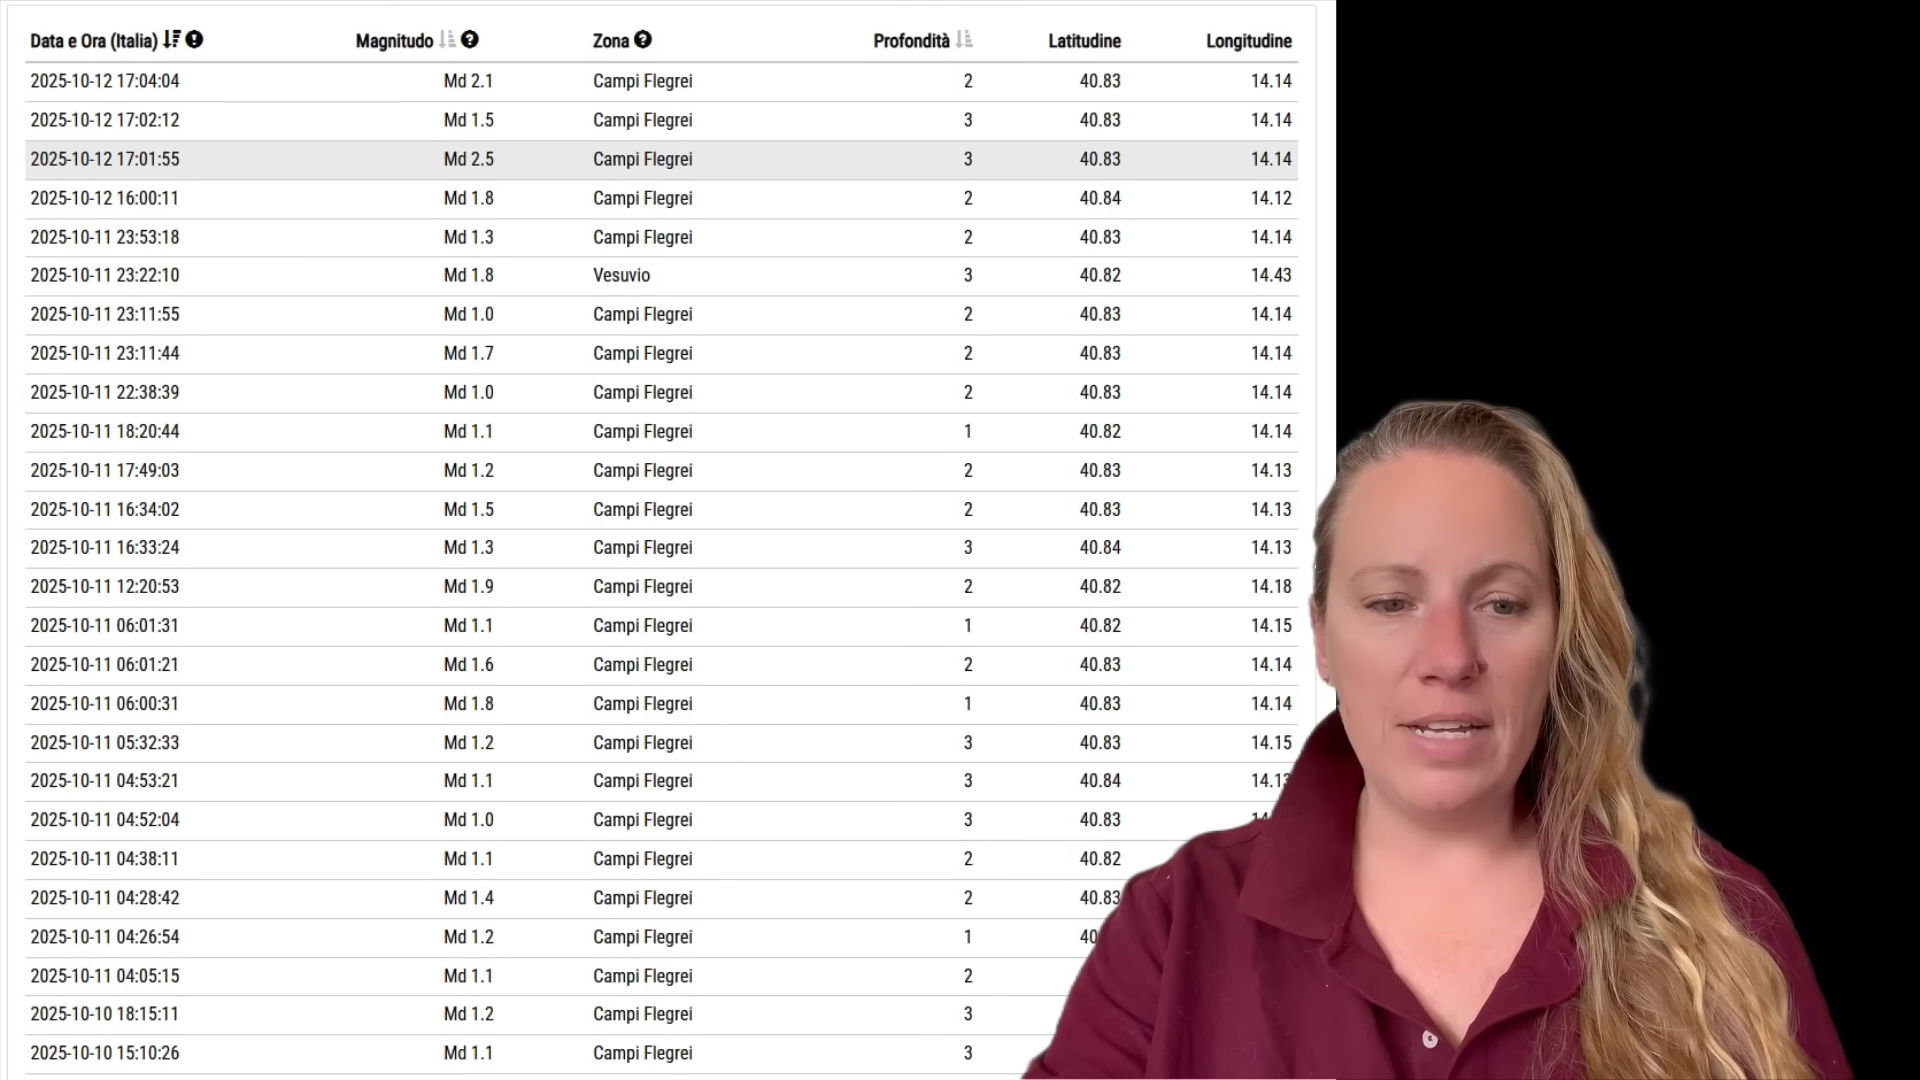 Data e Ora (Italia) Magnitudo Zona Profondità Latitudine Longitudine
2025-10-12 17:04:04 Md 2.1 Campi Flegrei 2 40.83 14.14
2025-10-12 17:02:12 Md 1.5 Campi Flegrei 3 40.83 14.14
2025-10-12 17:01:55 Md 2.5 Campi Flegrei 3 40.83 14.14
2025-10-12 16:00:11 Md 1.8 Campi Flegrei 2 40.84 14.12
2025-10-11 23:53:18 Md 1.3 Campi Flegrei 2 40.83 14.14
2025-10-11 23:22:10 Md 1.8 Vesuvio 3 40.82 14.43
2025-10-11 23:11:55 Md 1.0 Campi Flegrei 2 40.83 14.14
2025-10-11 23:11:44 Md 1.7 Campi Flegrei 2 40.83 14.14
2025-10-11 22:38:39 Md 1.0 Campi Flegrei 2 40.83 14.14
2025-10-11 18:20:44 Md 1.1 Campi Flegrei 1 40.82 14.14
2025-10-11 17:49:03 Md 1.2 Campi Flegrei 2 40.83 14.13
2025-10-11 16:34:02 Md 1.5 Campi Flegrei 2 40.83 14.13
2025-10-11 16:33:24 Md 1.3 Campi Flegrei 3 40.84 14.13
2025-10-11 12:20:53 Md 1.9 Campi Flegrei 2 40.82 14.18
2025-10-11 06:01:31 Md 1.1 Campi Flegrei 1 40.82 14.15
2025-10-11 06:01:21 Md 1.6 Campi Flegrei 2 40.83 14.14
2025-10-11 06:00:31 Md 1.8 Campi Flegrei 1 40.83 14.14
2025-10-11 05:32:33 Md 1.2 Campi Flegrei 3 40.83 14.15
2025-10-11 04:53:21 Md 1.1 Campi Flegrei 3 40.84 14.13
2025-10-11 04:52:04 Md 1.0 Campi Flegrei 3 40.83
2025-10-11 04:38:11 Md 1.1 Campi Flegrei 2 40.82
2025-10-11 04:28:42 Md 1.4 Campi Flegrei 2 40.83
2025-10-11 04:26:54 Md 1.2 Campi Flegrei 1
2025-10-11 04:05:15 Md 1.1 Campi Flegrei 2
2025-10-10 18:15:11 Md 1.2 Campi Flegrei 3
2025-10-10 15:10:26 Md 1.1 Campi Flegrei 3